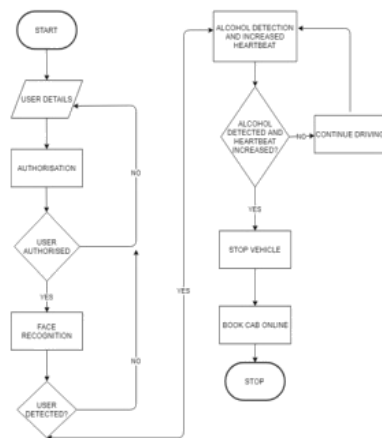 START
USER DETAILS
AUTHORISATION
NO
USER
AUTHORISED
YES
FACE
RECOGNITION
NO
USER
DETECTED?
YES
ALCOHOL DETECTION
AND INCREASED
HEARTBEAT
ALCOHOL
DETECTED AND
HEARTBEAT
INCREASED?
NO
CONTINUE DRIVING
YES
STOP VEHICLE
BOOK CAB ONLINE
STOP